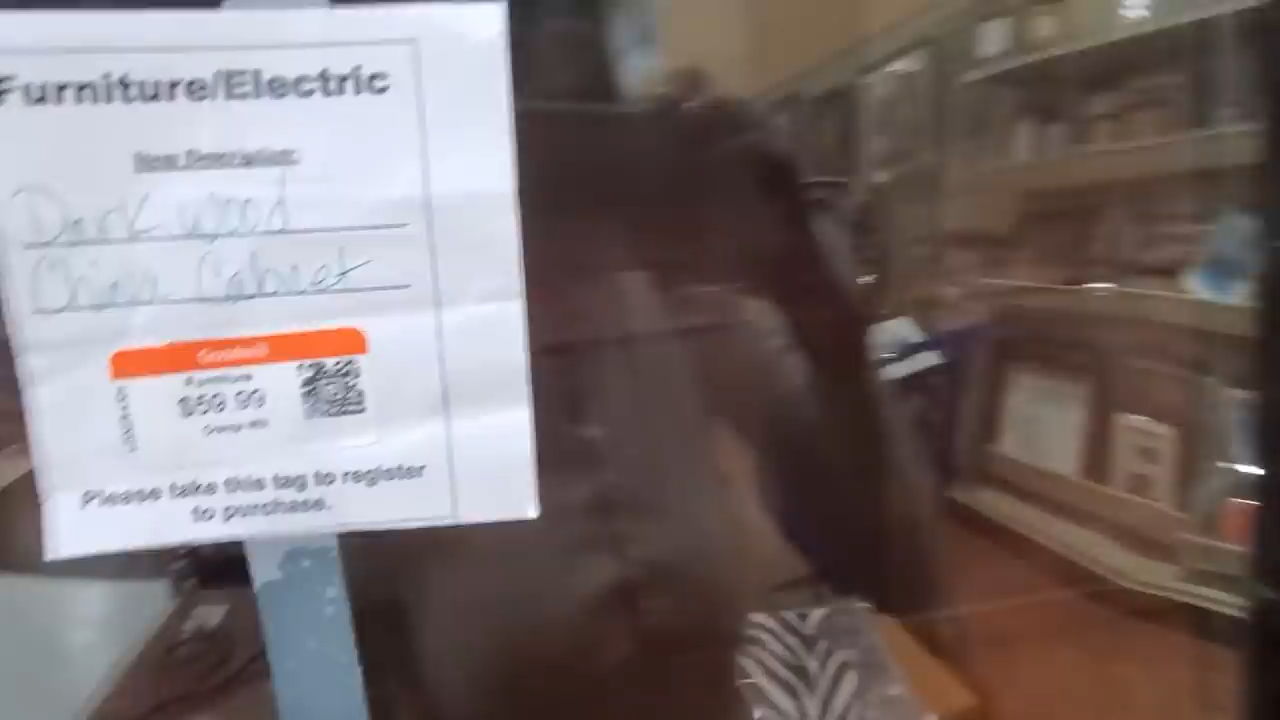 Furniture/Electric
Item Description:
Dark wood
China Cabinet
Goodwill
Furniture
$59.99
Please take this tag to register
to purchase.